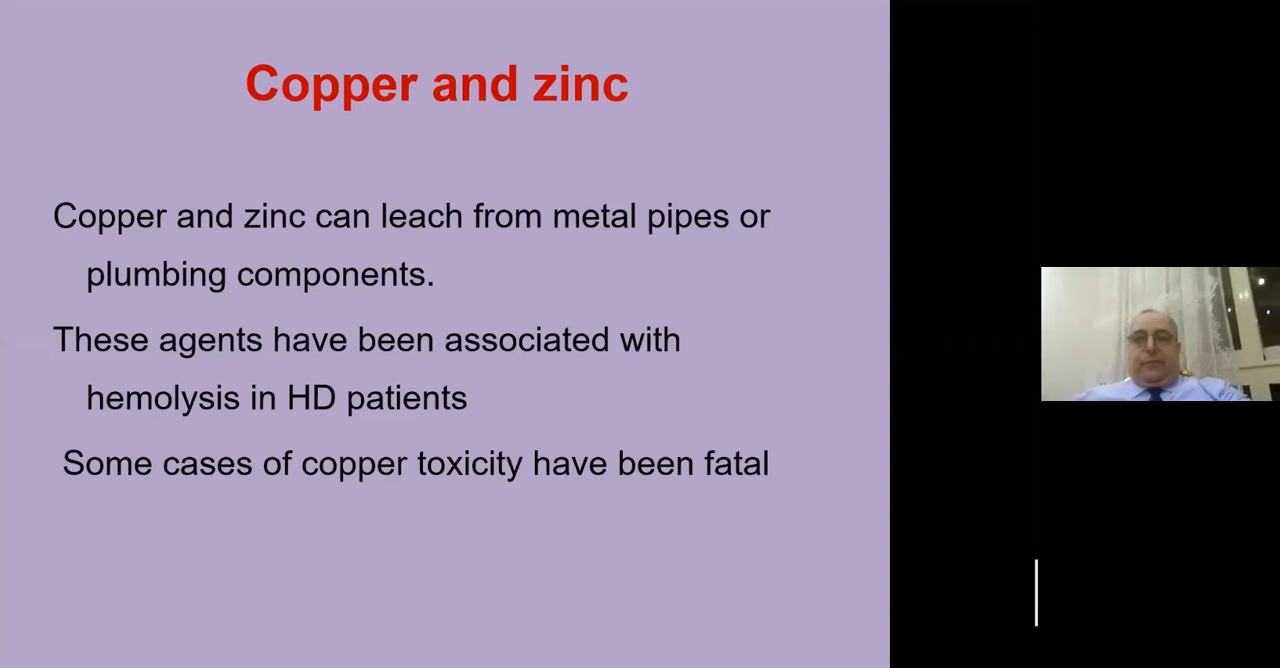 Copper and zinc
Copper and zinc can leach from metal pipes or
plumbing components.
These agents have been associated with
hemolysis in HD patients
Some cases of copper toxicity have been fatal